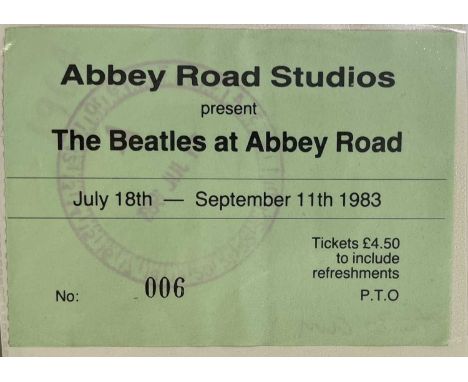 Abbey Road Studios
present
The Beatles at Abbey Road
July 18th — September 11th 1983
Tickets £4.50
to include
refreshments
No: 006
P.T.O